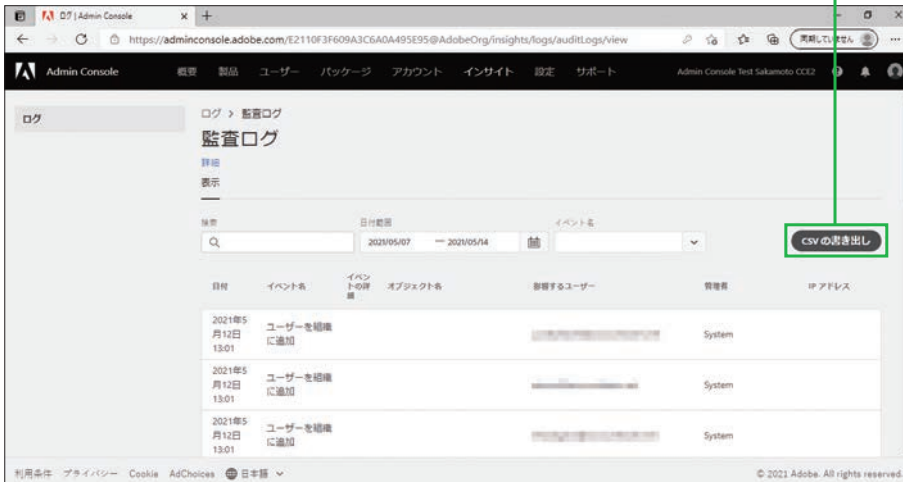 ログ | Admin Console
https://adminconsole.adobe.com/E2110F3F609A3C6A0A495E95@AdobeOrg/insights/logs/auditLogs/view
同期していません
Admin Console 概要 製品 ユーザー パッケージ アカウント インサイト 設定 サポート Admin Console Test Sakamoto CCE2
ログ
ログ > 監査ログ
監査ログ
詳細
表示
検索 日付範囲 イベント名
2021/05/07 — 2021/05/14
CSV の書き出し
日付 イベント名 イベントの詳細 オブジェクト名 影響するユーザー 管理者 IP アドレス
2021年5月12日 13:01 ユーザーを組織に追加 System
2021年5月12日 13:01 ユーザーを組織に追加 System
2021年5月12日 13:01 ユーザーを組織に追加 System
利用条件 プライバシー Cookie AdChoices 日本語 © 2021 Adobe. All rights reserved.